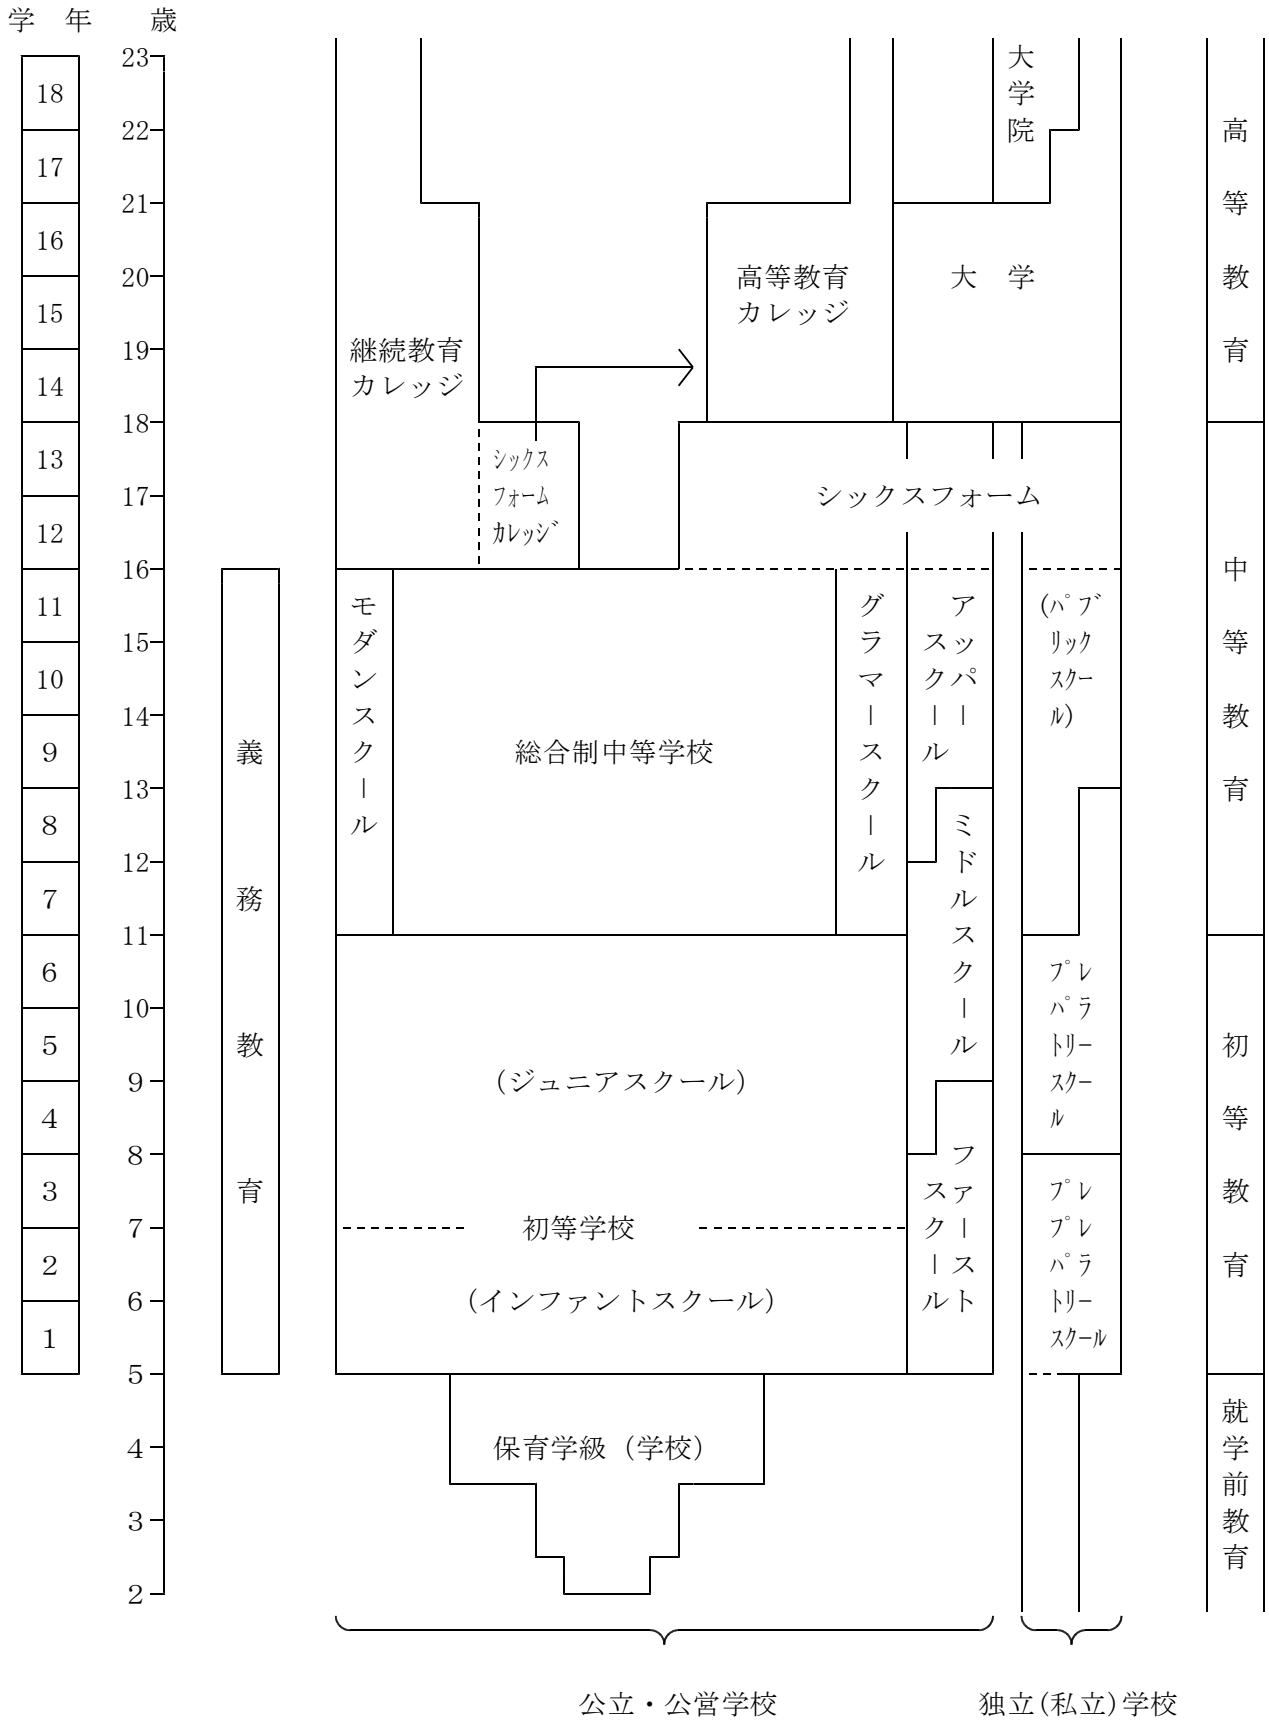 学　年
歳
23
22
21
20
19
18
17
16
15
14
13
12
11
10
9
8
7
6
5
4
3
2
18
17
16
15
14
13
12
11
10
9
8
7
6
5
4
3
2
1
義務教育
継続教育
カレッジ
シックス
フォーム
カレッジ
高等教育
カレッジ
大　学
大学院
シックスフォーム
モダンスクール
総合制中等学校
グラマースクール
アッパー
スクール
ミドルスクール
ファースト
スクール
(パブ
リック
スクー
ル)
プレ
パラ
トリー
スクー
ル
プレ
プレ
パラ
トリー
スクール
(ジュニアスクール)
初等学校
(インファントスクール)
保育学級（学校）
高等教育
中等教育
初等教育
就学前教育
公立・公営学校
独立(私立)学校